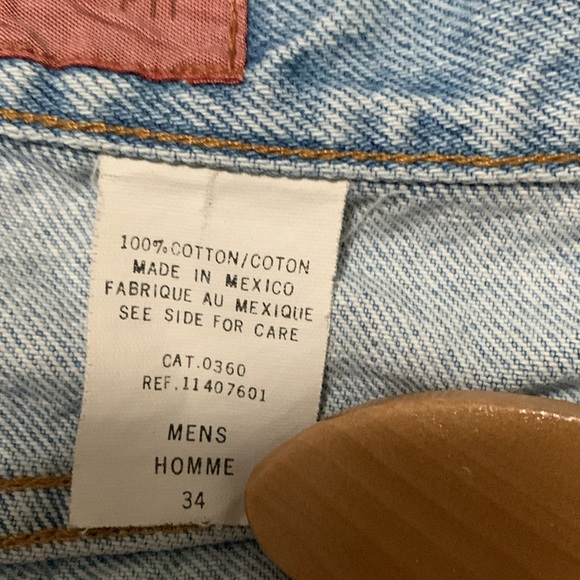 100% COTTON/COTON
MADE IN MEXICO
FABRIQUE AU MEXIQUE
SEE SIDE FOR CARE
CAT.0360
REF.11407601
MENS
HOMME
34